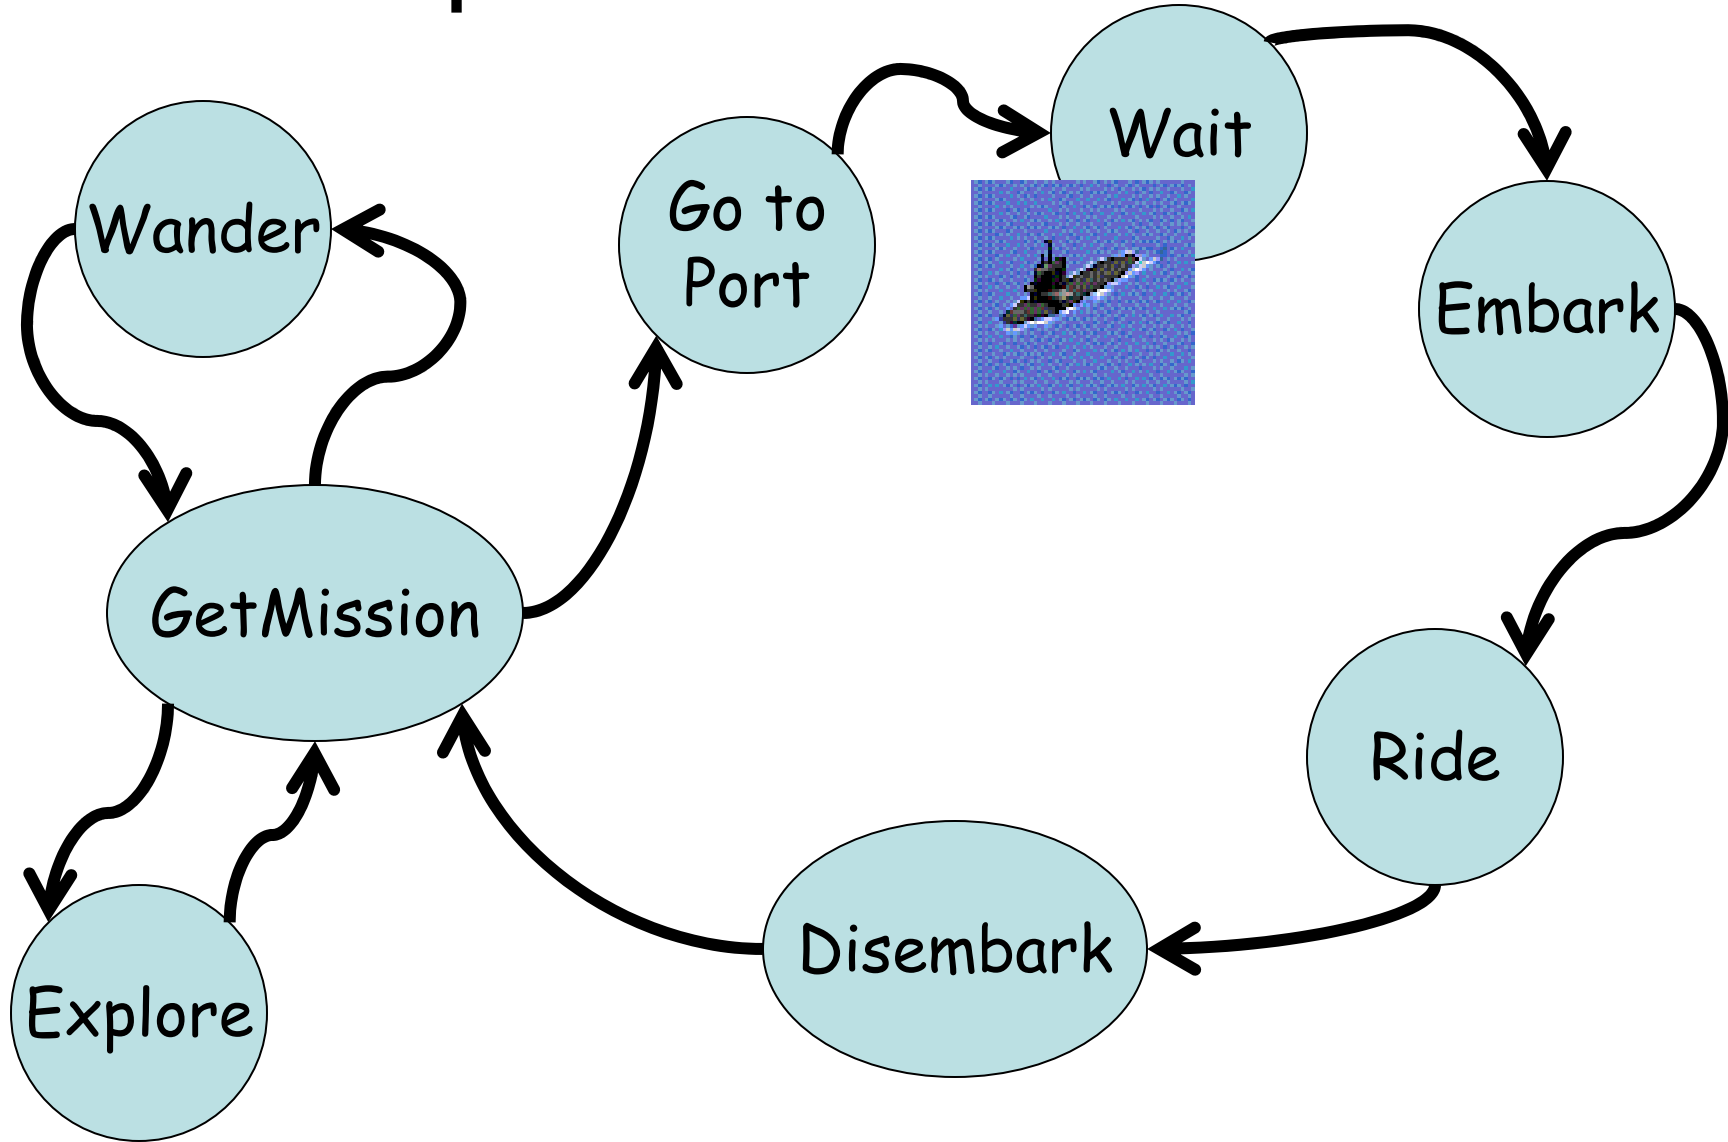 Wait
Wander
Go to
Port
Embark
GetMission
Ride
Disembark
Explore